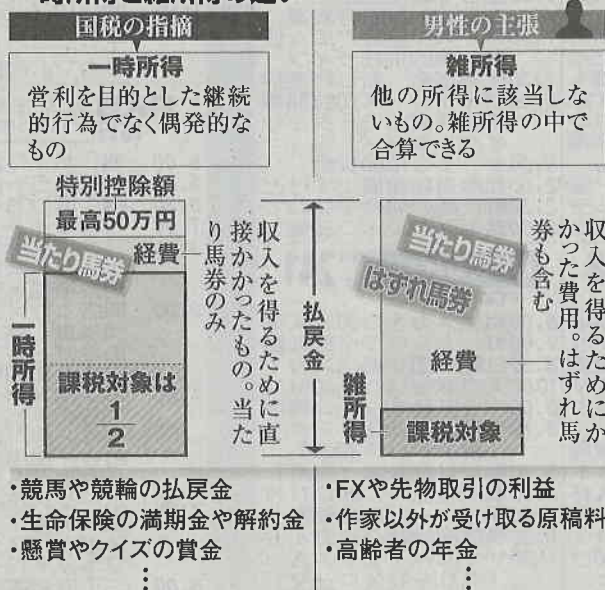 国税の指摘
一時所得
営利を目的とした継続
的行為でなく偶発的な
もの
特別控除額
最高50万円
当たり馬券
経費
収入を得るために直
接かかったもの。当た
り馬券のみ
一時所得
課税対象は
1
2
払戻金
男性の主張
雑所得
他の所得に該当しな
いもの。雑所得の中で
合算できる
当たり馬券
はずれ馬券
経費
収入を得るためにか
かった費用。はずれ馬
券も含む
雑所得
課税対象
・競馬や競輪の払戻金
・生命保険の満期金や解約金
・懸賞やクイズの賞金
⋮
・FXや先物取引の利益
・作家以外が受け取る原稿料
・高齢者の年金
⋮